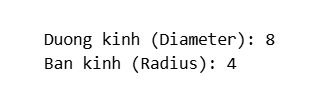 Duong kinh (Diameter): 8
Ban kinh (Radius): 4